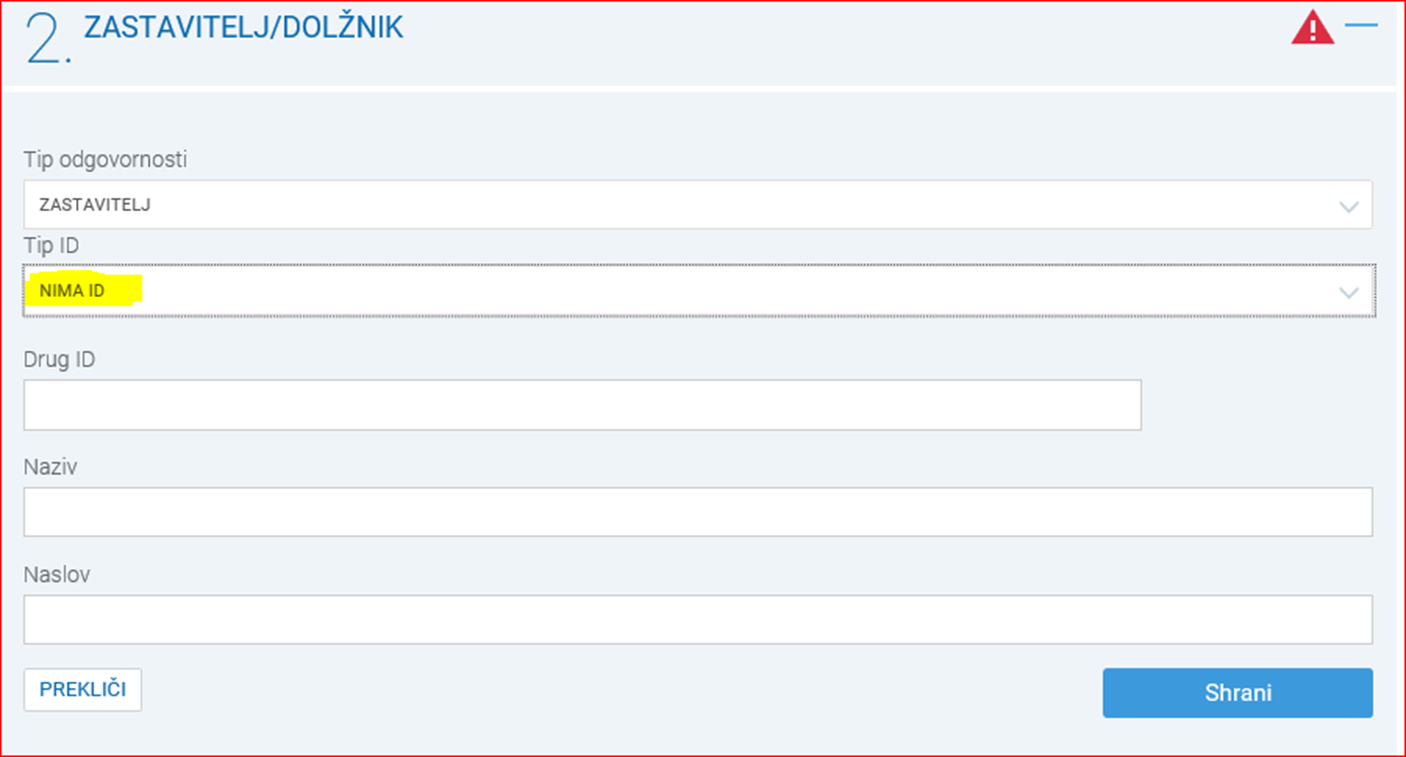 2. ZASTAVITELJ/DOLŽNIK
Tip odgovornosti
ZASTAVITELJ
Tip ID
NIMA ID
Drug ID
Naziv
Naslov
PREKLIČI
Shrani